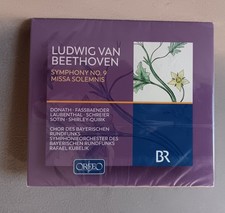 LUDWIG VAN
BEETHOVEN
SYMPHONY NO. 9
MISSA SOLEMNIS
DONATH · FASSBAENDER
LAUBENTHAL · SCHREIER
SOTIN · SHIRLEY-QUIRK
CHOR DES BAYERISCHEN
RUNDFUNKS
SYMPHONIEORCHESTER DES
BAYERISCHEN RUNDFUNKS
RAFAEL KUBELIK
ORFEO
BR